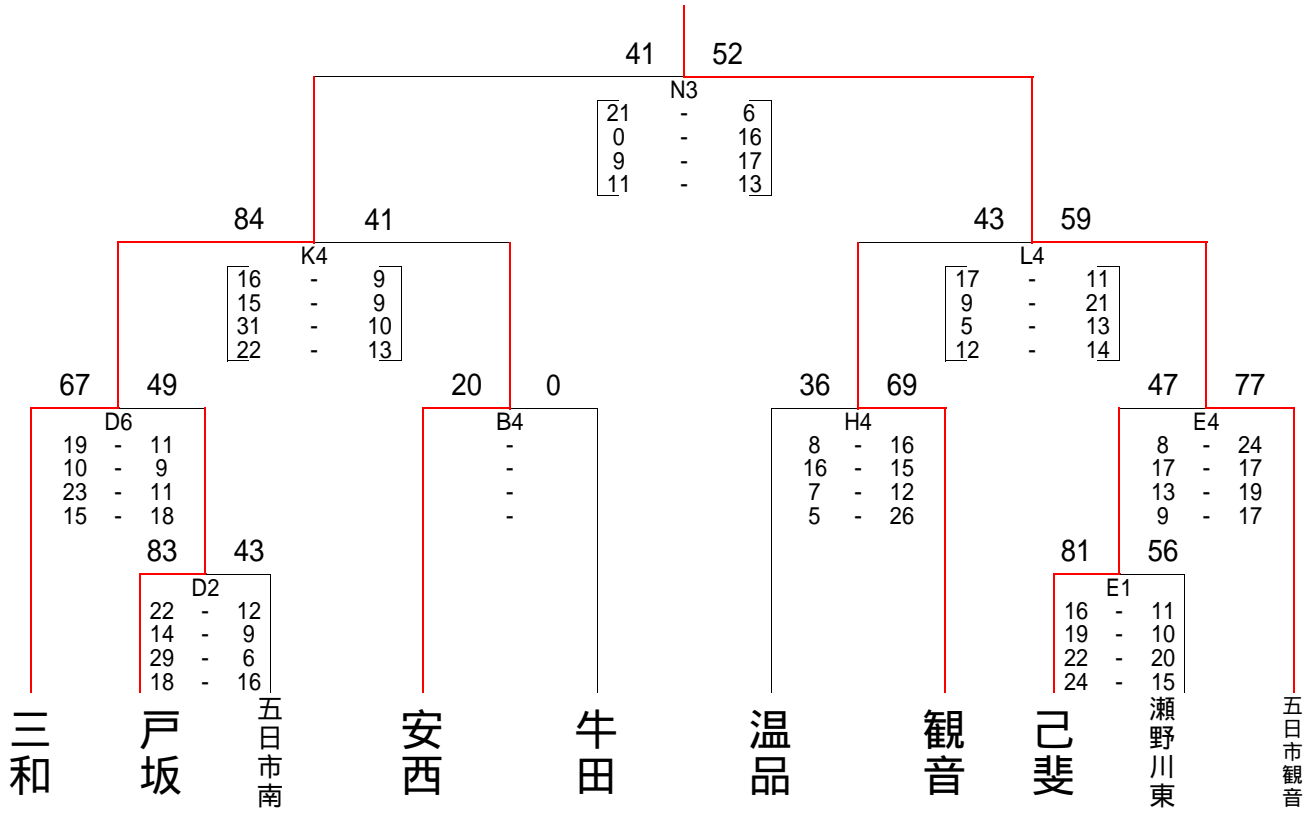 41 52
N3
21 - 6
0 - 16
9 - 17
11 - 13
84 41
K4
16 - 9
15 - 9
31 - 10
22 - 13
43 59
L4
17 - 11
9 - 21
5 - 13
12 - 14
67 49
D6
19 - 11
10 - 9
23 - 11
15 - 18
20 0
B4
-
-
-
-
36 69
H4
8 - 16
16 - 15
7 - 12
5 - 26
47 77
E4
8 - 24
17 - 17
13 - 19
9 - 17
83 43
D2
22 - 12
14 - 9
29 - 6
18 - 16
81 56
E1
16 - 11
19 - 10
22 - 20
24 - 15
三和
戸坂
五日市南
安西
牛田
温品
観音
己斐
瀬野川東
五日市観音